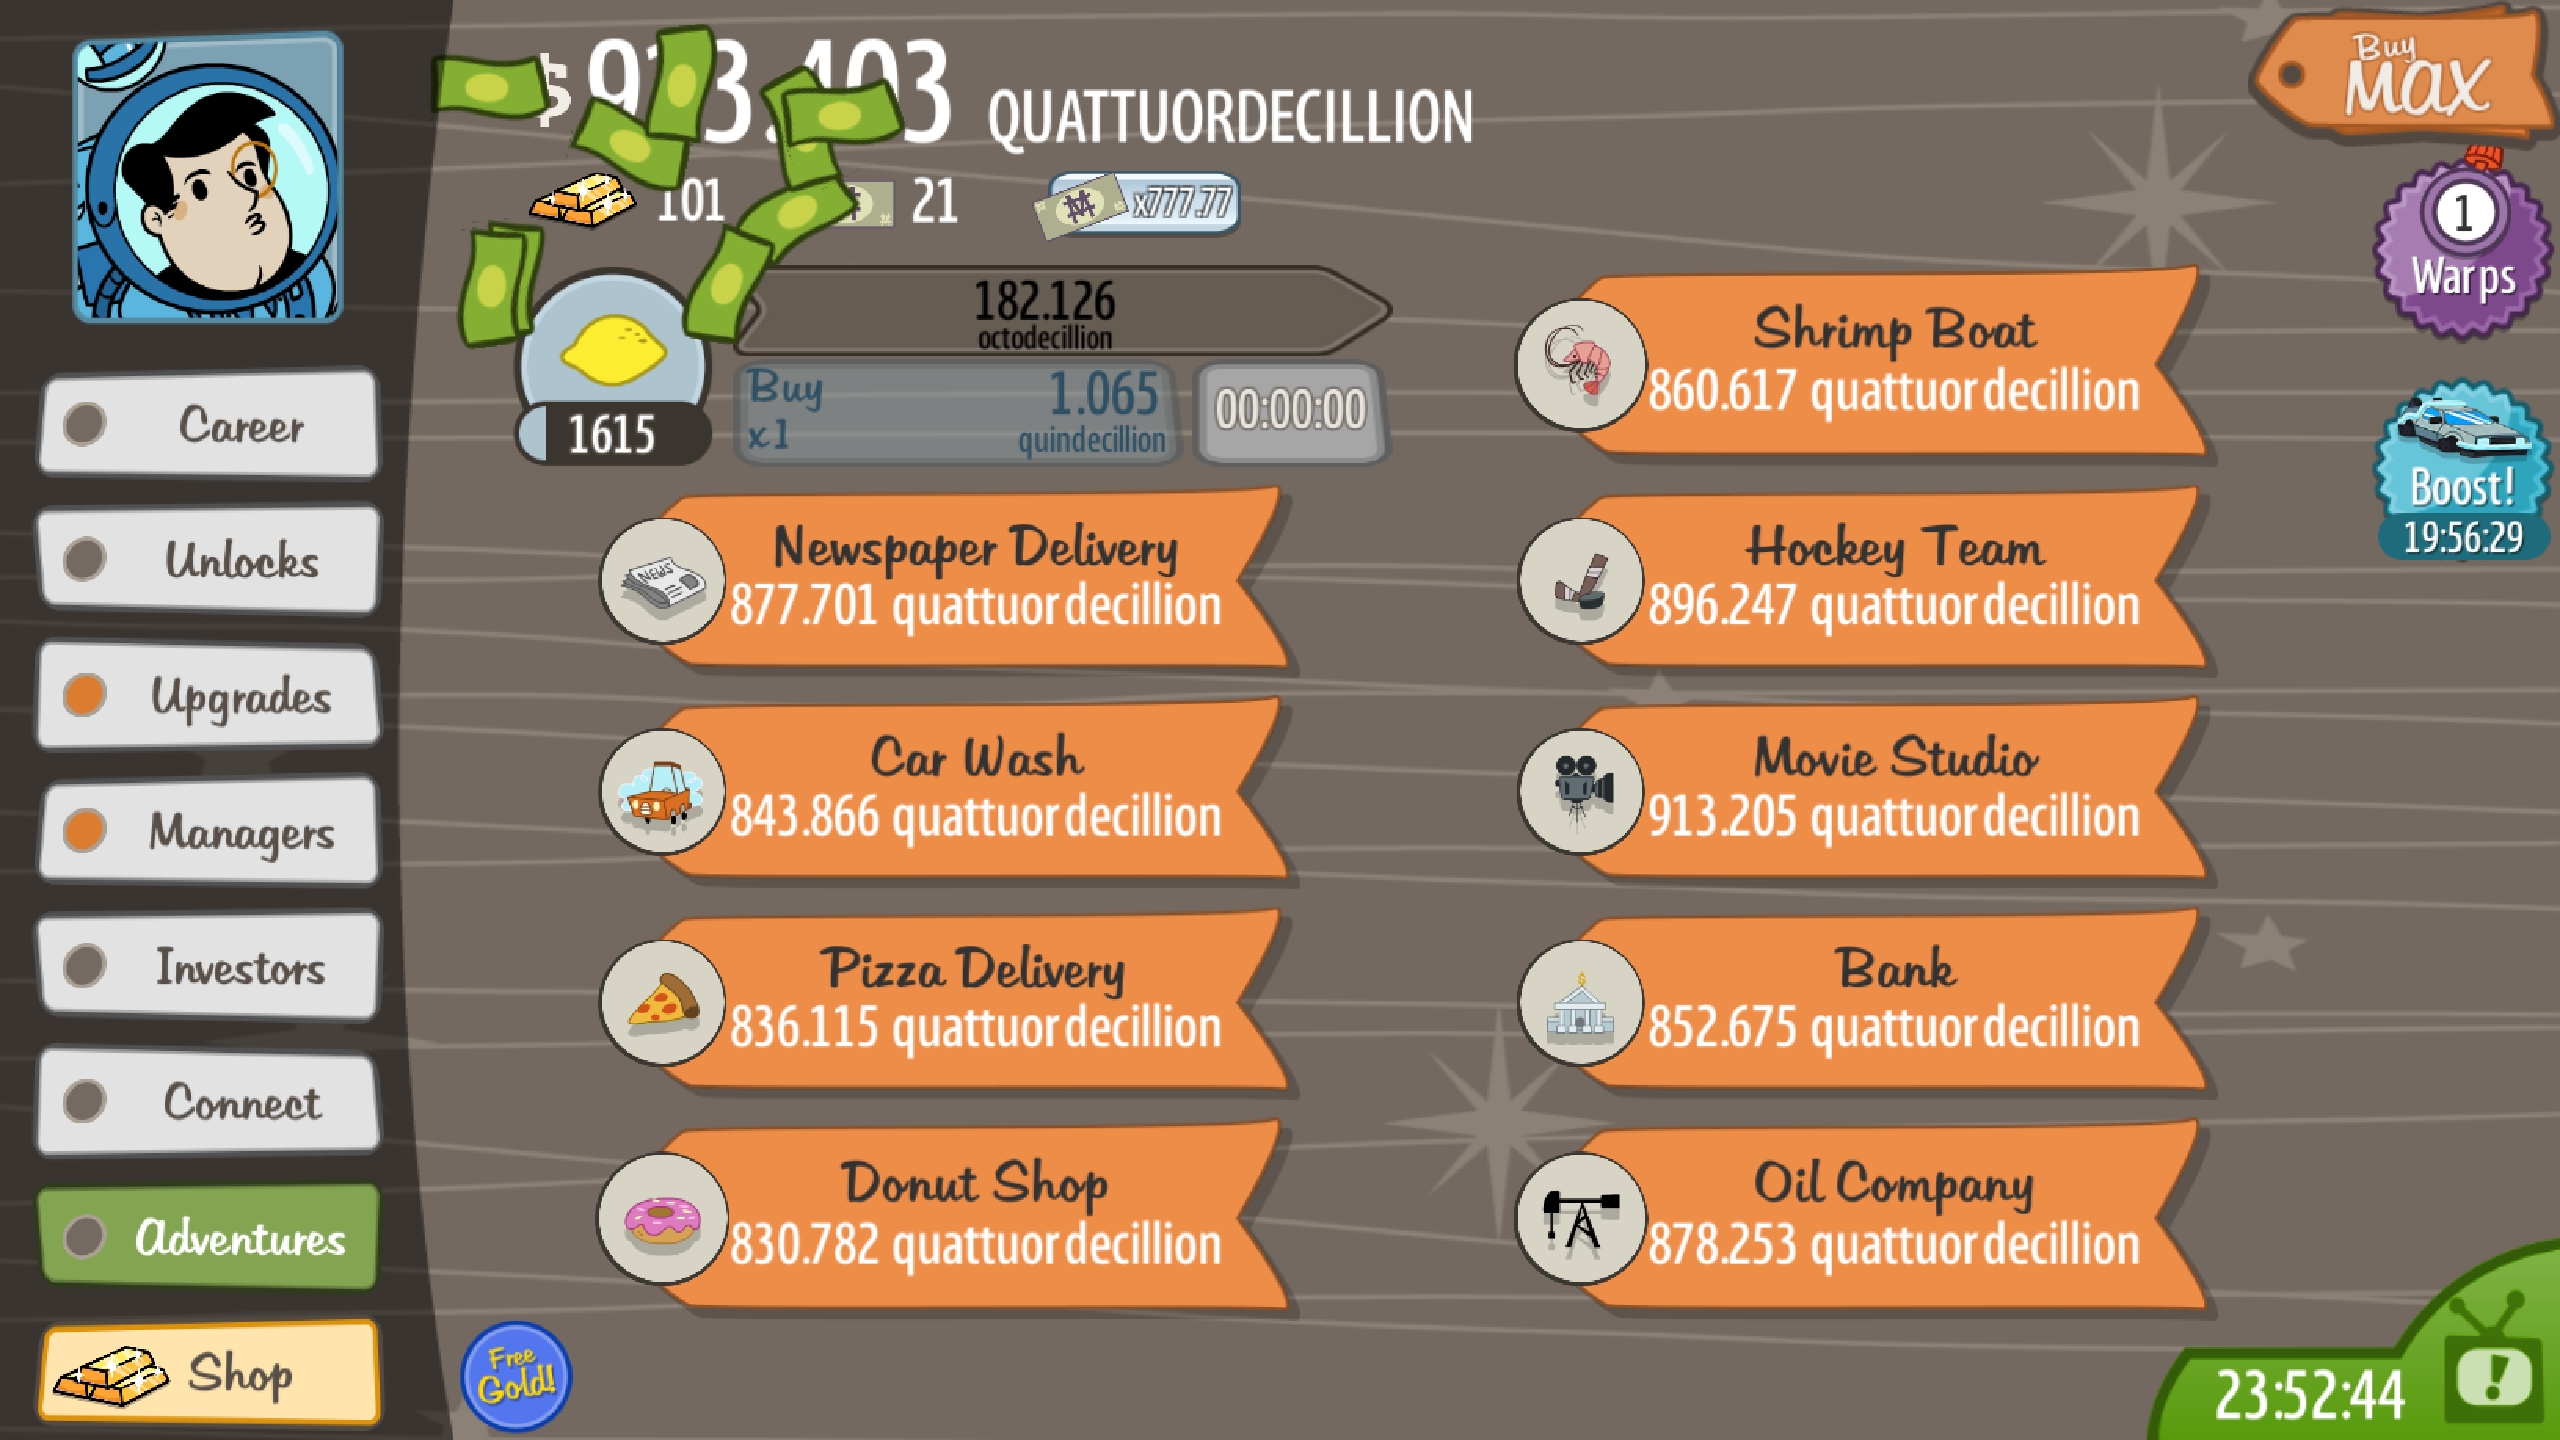 QUATTUORDECILLION
101
21
x777.77
Buy
MAX
1
Warps
Boost!
19:56:29
Career
Unlocks
Upgrades
Managers
Investors
Connect
Adventures
Shop
182.126
octodecillion
1615
Buy
x1
1.065
quindecillion
00:00:00
Newspaper Delivery
877.701 quattuordecillion
Car Wash
843.866 quattuordecillion
Pizza Delivery
836.115 quattuordecillion
Donut Shop
830.782 quattuordecillion
Shrimp Boat
860.617 quattuordecillion
Hockey Team
896.247 quattuordecillion
Movie Studio
913.205 quattuordecillion
Bank
852.675 quattuordecillion
Oil Company
878.253 quattuordecillion
Free
Gold!
23:52:44
!
NEWS